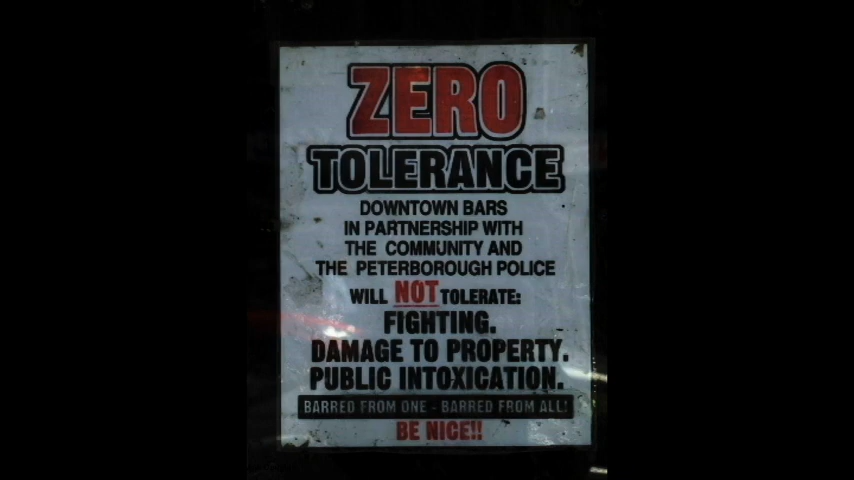 ZERO
TOLERANCE
DOWNTOWN BARS
IN PARTNERSHIP WITH
THE COMMUNITY AND
THE PETERBOROUGH POLICE
WILL NOT TOLERATE:
FIGHTING.
DAMAGE TO PROPERTY.
PUBLIC INTOXICATION.
BARRED FROM ONE - BARRED FROM ALL!
BE NICE!!